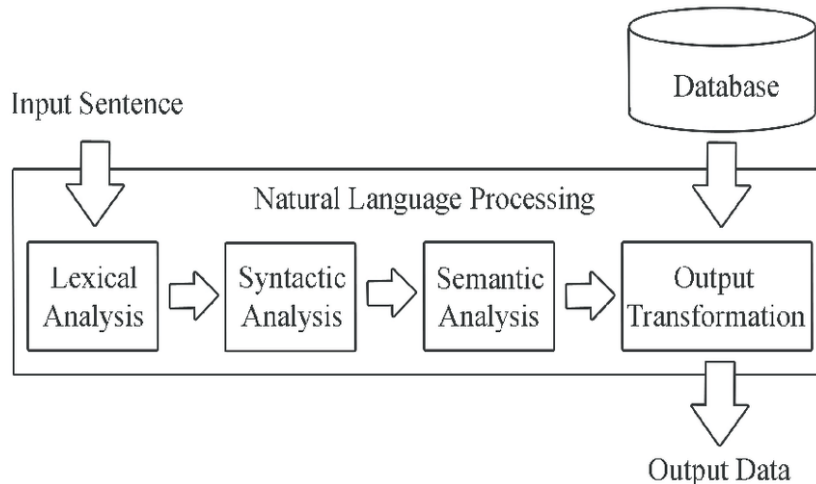 Database
Input Sentence
Natural Language Processing
Lexical
Analysis
Syntactic
Analysis
Semantic
Analysis
Output
Transformation
Output Data